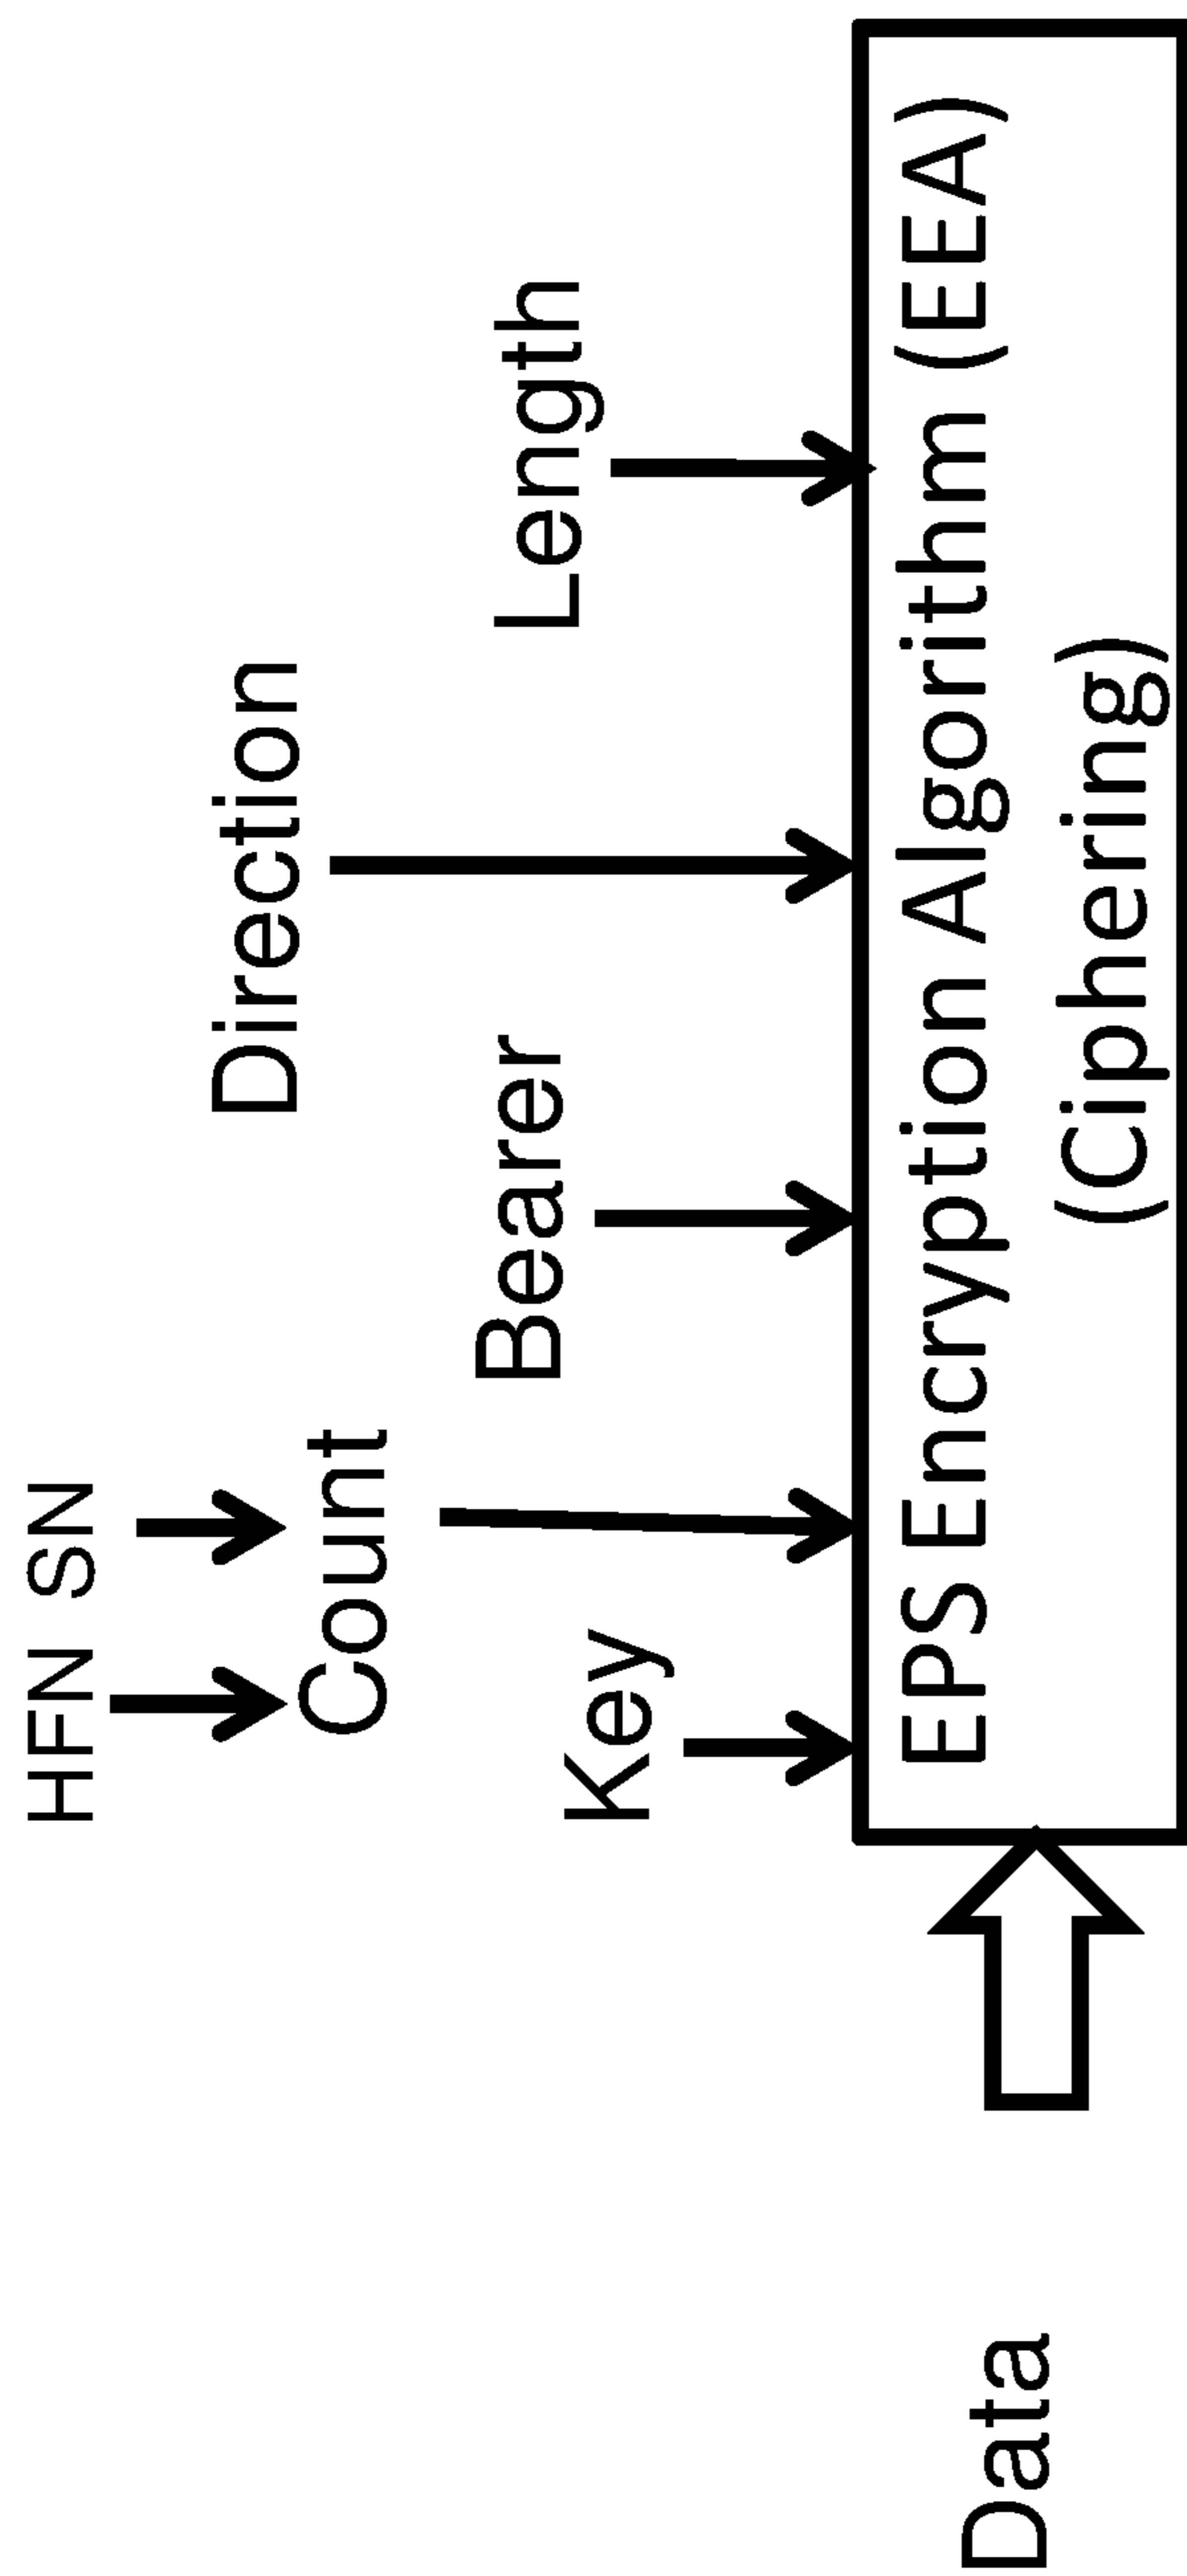 HFN SN
Direction
Count
Bearer
Length
Key
EPS Encryption Algorithm (EEA)
(Ciphering)
Data